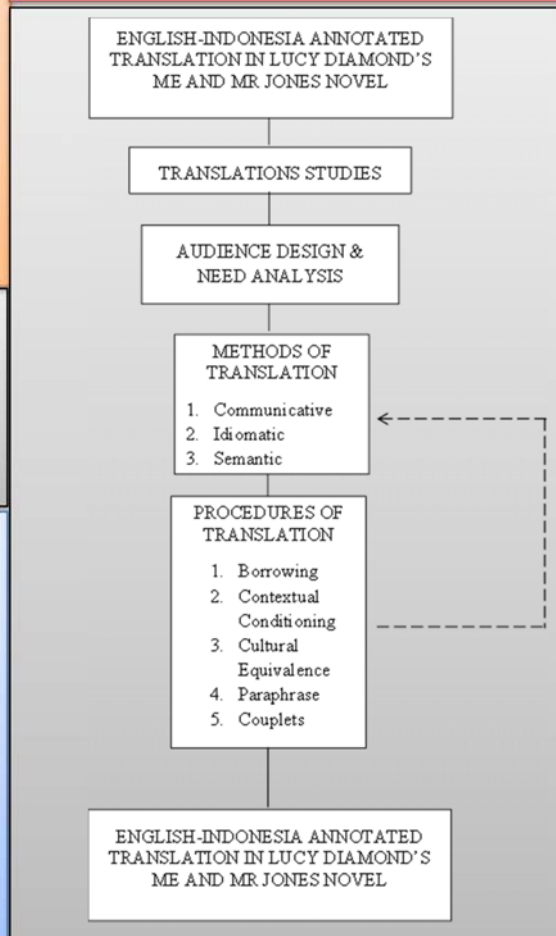 ENGLISH-INDONESIA ANNOTATED
TRANSLATION IN LUCY DIAMOND'S
ME AND MR JONES NOVEL
TRANSLATIONS STUDIES
AUDIENCE DESIGN &
NEED ANALYSIS
METHODS OF
TRANSLATION
1. Communicative
2. Idiomatic
3. Semantic
PROCEDURES OF
TRANSLATION
1. Borrowing
2. Contextual
Conditioning
3. Cultural
Equivalence
4. Paraphrase
5. Couplets
ENGLISH-INDONESIA ANNOTATED
TRANSLATION IN LUCY DIAMOND'S
ME AND MR JONES NOVEL